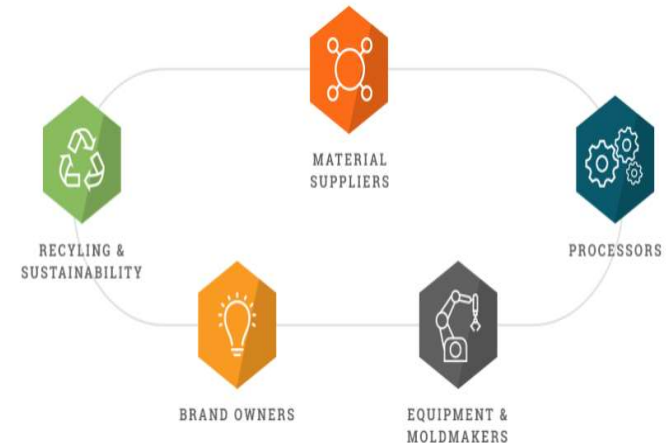 MATERIAL
SUPPLIERS
RECYLING &
SUSTAINABILITY
PROCESSORS
BRAND OWNERS
EQUIPMENT &
MOLDMAKERS